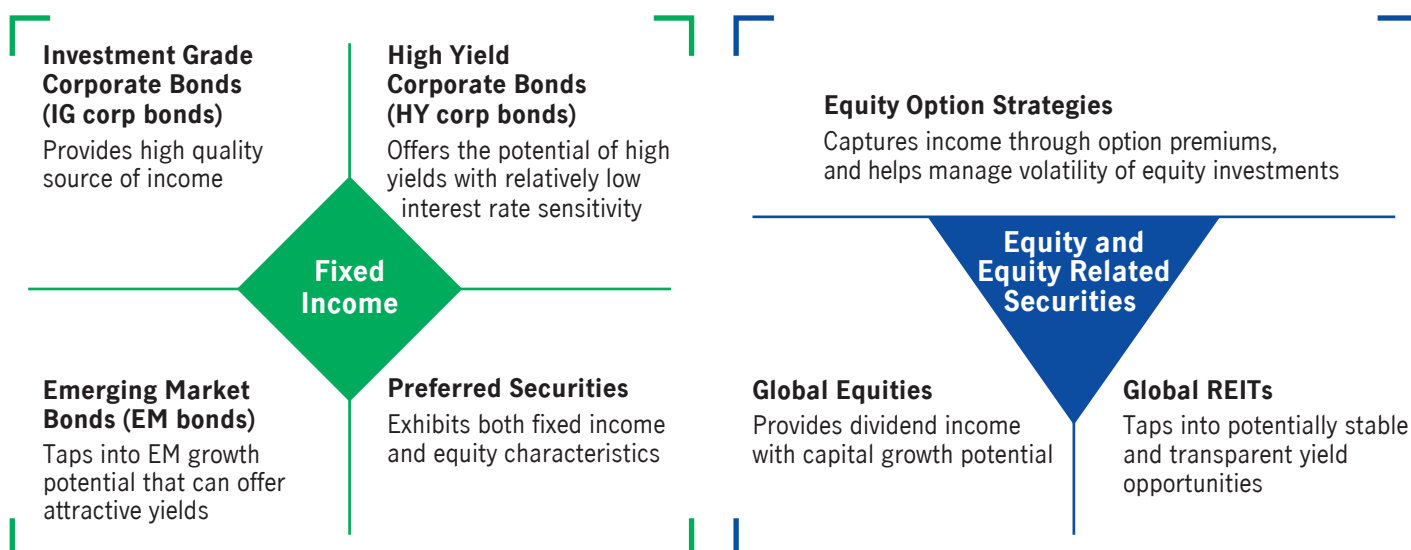 Investment Grade
Corporate Bonds
(IG corp bonds)
Provides high quality
source of income
High Yield
Corporate Bonds
(HY corp bonds)
Offers the potential of high
yields with relatively low
interest rate sensitivity
Fixed
Income
Emerging Market
Bonds (EM bonds)
Taps into EM growth
potential that can offer
attractive yields
Preferred Securities
Exhibits both fixed income
and equity characteristics
Equity Option Strategies
Captures income through option premiums,
and helps manage volatility of equity investments
Equity and
Equity Related
Securities
Global Equities
Provides dividend income
with capital growth potential
Global REITs
Taps into potentially stable
and transparent yield
opportunities